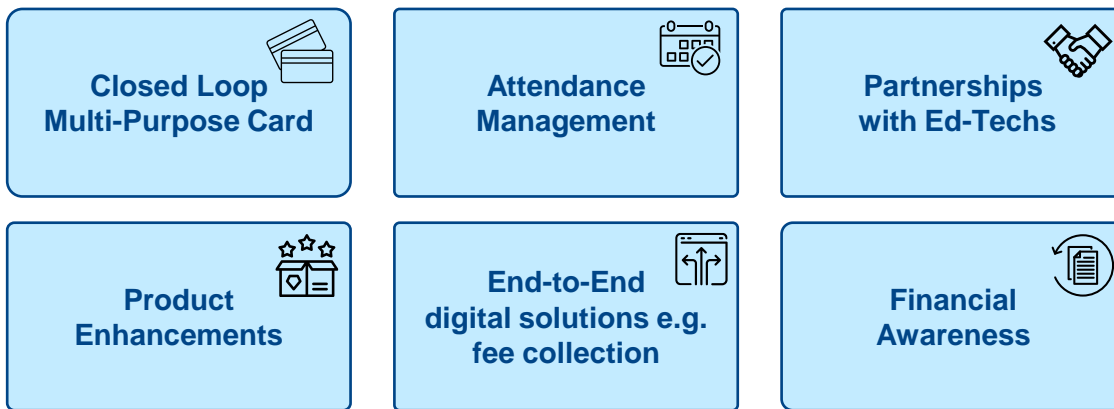 Closed Loop
Multi-Purpose Card
Attendance
Management
Partnerships
with Ed-Techs
Product
Enhancements
End-to-End
digital solutions e.g.
fee collection
Financial
Awareness